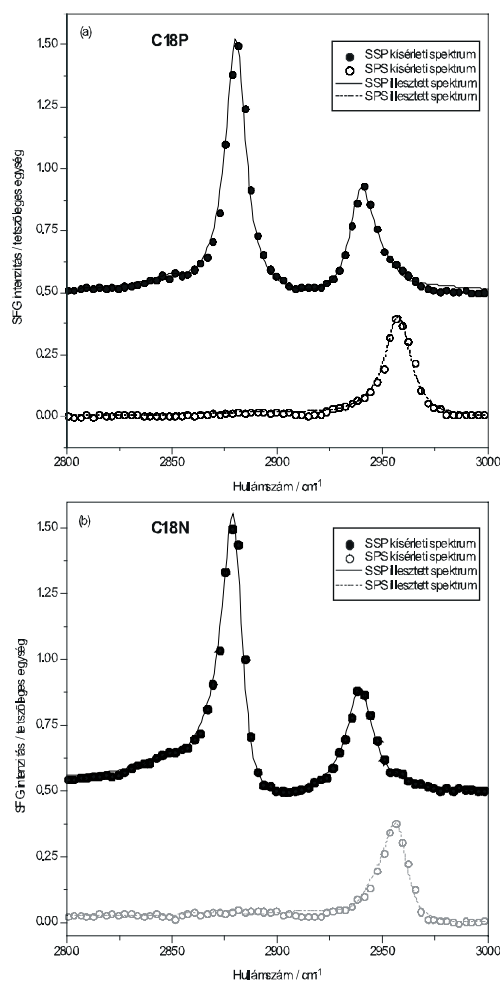 (a)
C18P
SSP kísérleti spektrum
SPS kísérleti spektrum
SSP illesztett spektrum
SPS illesztett spektrum
1,50
1,25
1,00
0,75
0,50
0,25
0,00
SFG intenzitás / tetszőleges egység
2800 2850 2900 2950 3000
Hullámszám / cm-1
(b)
C18N
SSP kísérleti spektrum
SPS kísérleti spektrum
SSP illesztett spektrum
SPS illesztett spektrum
1,50
1,25
1,00
0,75
0,50
0,25
0,00
SFG intenzitás / tetszőleges egység
2800 2850 2900 2950 3000
Hullámszám / cm-1